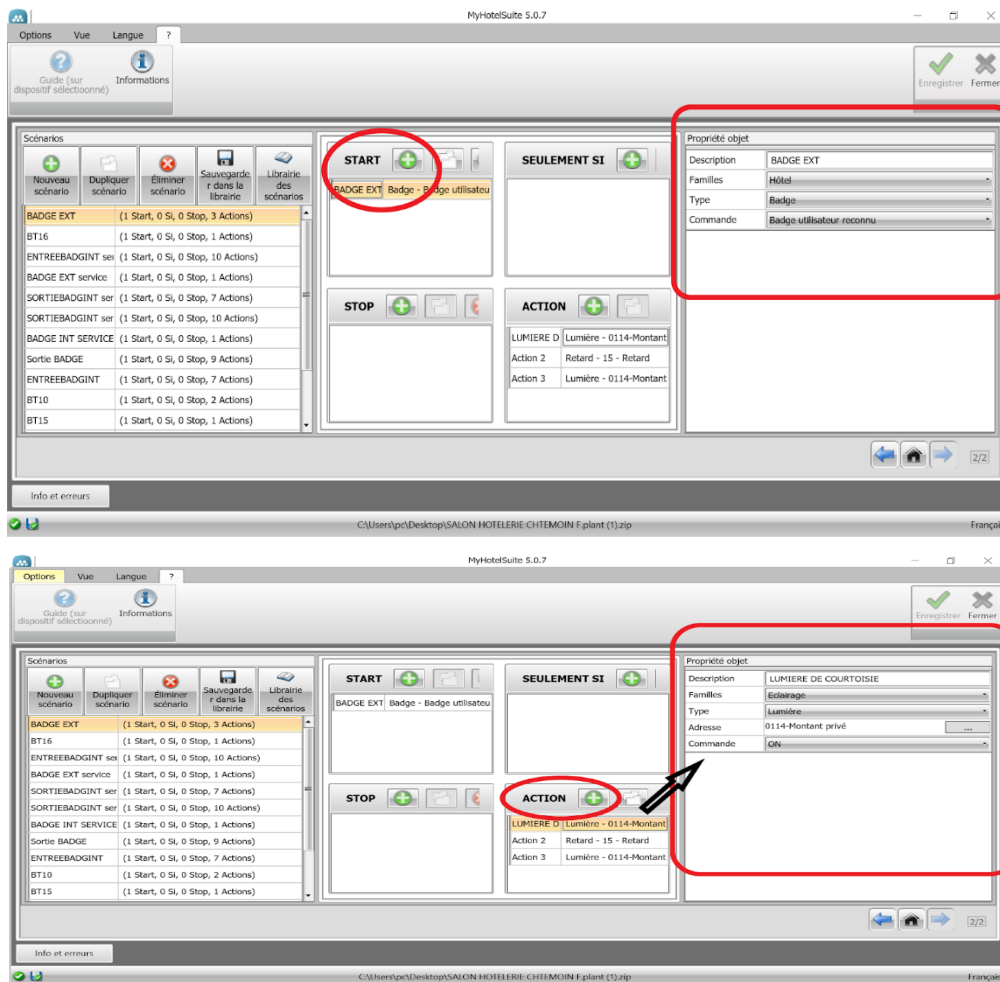 MyHotelSuite 5.0.7
Options Vue Langue ?
Guide (sur
dispositif sélectioonné)
Informations
Enregistrer Fermer
Scénarios
Nouveau
scénario
Dupliquer
scénario
Éliminer
scénario
Sauvegarde
r dans la
librairie
Librairie
des
scénarios
BADGE EXT (1 Start, 0 Si, 0 Stop, 3 Actions)
BT16 (1 Start, 0 Si, 0 Stop, 1 Actions)
ENTREEBADGINT ser (1 Start, 0 Si, 0 Stop, 10 Actions)
BADGE EXT service (1 Start, 0 Si, 0 Stop, 1 Actions)
SORTIEBADGINT ser (1 Start, 0 Si, 0 Stop, 7 Actions)
SORTIEBADGINT ser (1 Start, 0 Si, 0 Stop, 10 Actions)
BADGE INT SERVICE (1 Start, 0 Si, 0 Stop, 1 Actions)
Sortie BADGE (1 Start, 0 Si, 0 Stop, 9 Actions)
ENTREEBADGINT (1 Start, 0 Si, 0 Stop, 7 Actions)
BT10 (1 Start, 0 Si, 0 Stop, 2 Actions)
BT15 (1 Start, 0 Si, 0 Stop, 1 Actions)
START
BADGE EXT Badge - Badge utilisateu
SEULEMENT SI
STOP
ACTION
LUMIERE D Lumière - 0114-Montant
Action 2 Retard - 15 - Retard
Action 3 Lumière - 0114-Montant
Propriété objet
Description BADGE EXT
Familles Hôtel
Type Badge
Commande Badge utilisateur reconnu
2/2
Info et erreurs
C:\Users\pc\Desktop\SALON HOTELERIE CHTEMOIN F.plant (1).zip
Françai
MyHotelSuite 5.0.7
Options Vue Langue ?
Guide (sur
dispositif sélectioonné)
Informations
Enregistrer Fermer
Scénarios
Nouveau
scénario
Dupliquer
scénario
Éliminer
scénario
Sauvegarde
r dans la
librairie
Librairie
des
scénarios
BADGE EXT (1 Start, 0 Si, 0 Stop, 3 Actions)
BT16 (1 Start, 0 Si, 0 Stop, 1 Actions)
ENTREEBADGINT ser (1 Start, 0 Si, 0 Stop, 10 Actions)
BADGE EXT service (1 Start, 0 Si, 0 Stop, 1 Actions)
SORTIEBADGINT ser (1 Start, 0 Si, 0 Stop, 7 Actions)
SORTIEBADGINT ser (1 Start, 0 Si, 0 Stop, 10 Actions)
BADGE INT SERVICE (1 Start, 0 Si, 0 Stop, 1 Actions)
Sortie BADGE (1 Start, 0 Si, 0 Stop, 9 Actions)
ENTREEBADGINT (1 Start, 0 Si, 0 Stop, 7 Actions)
BT10 (1 Start, 0 Si, 0 Stop, 2 Actions)
BT15 (1 Start, 0 Si, 0 Stop, 1 Actions)
START
BADGE EXT Badge - Badge utilisateu
SEULEMENT SI
STOP
ACTION
LUMIERE D Lumière - 0114-Montant
Action 2 Retard - 15 - Retard
Action 3 Lumière - 0114-Montant
Propriété objet
Description LUMIERE DE COURTOISIE
Familles Eclairage
Type Lumière
Adresse 0114-Montant privé ...
Commande ON
2/2
Info et erreurs
C:\Users\pc\Desktop\SALON HOTELERIE CHTEMOIN F.plant (1).zip
Français